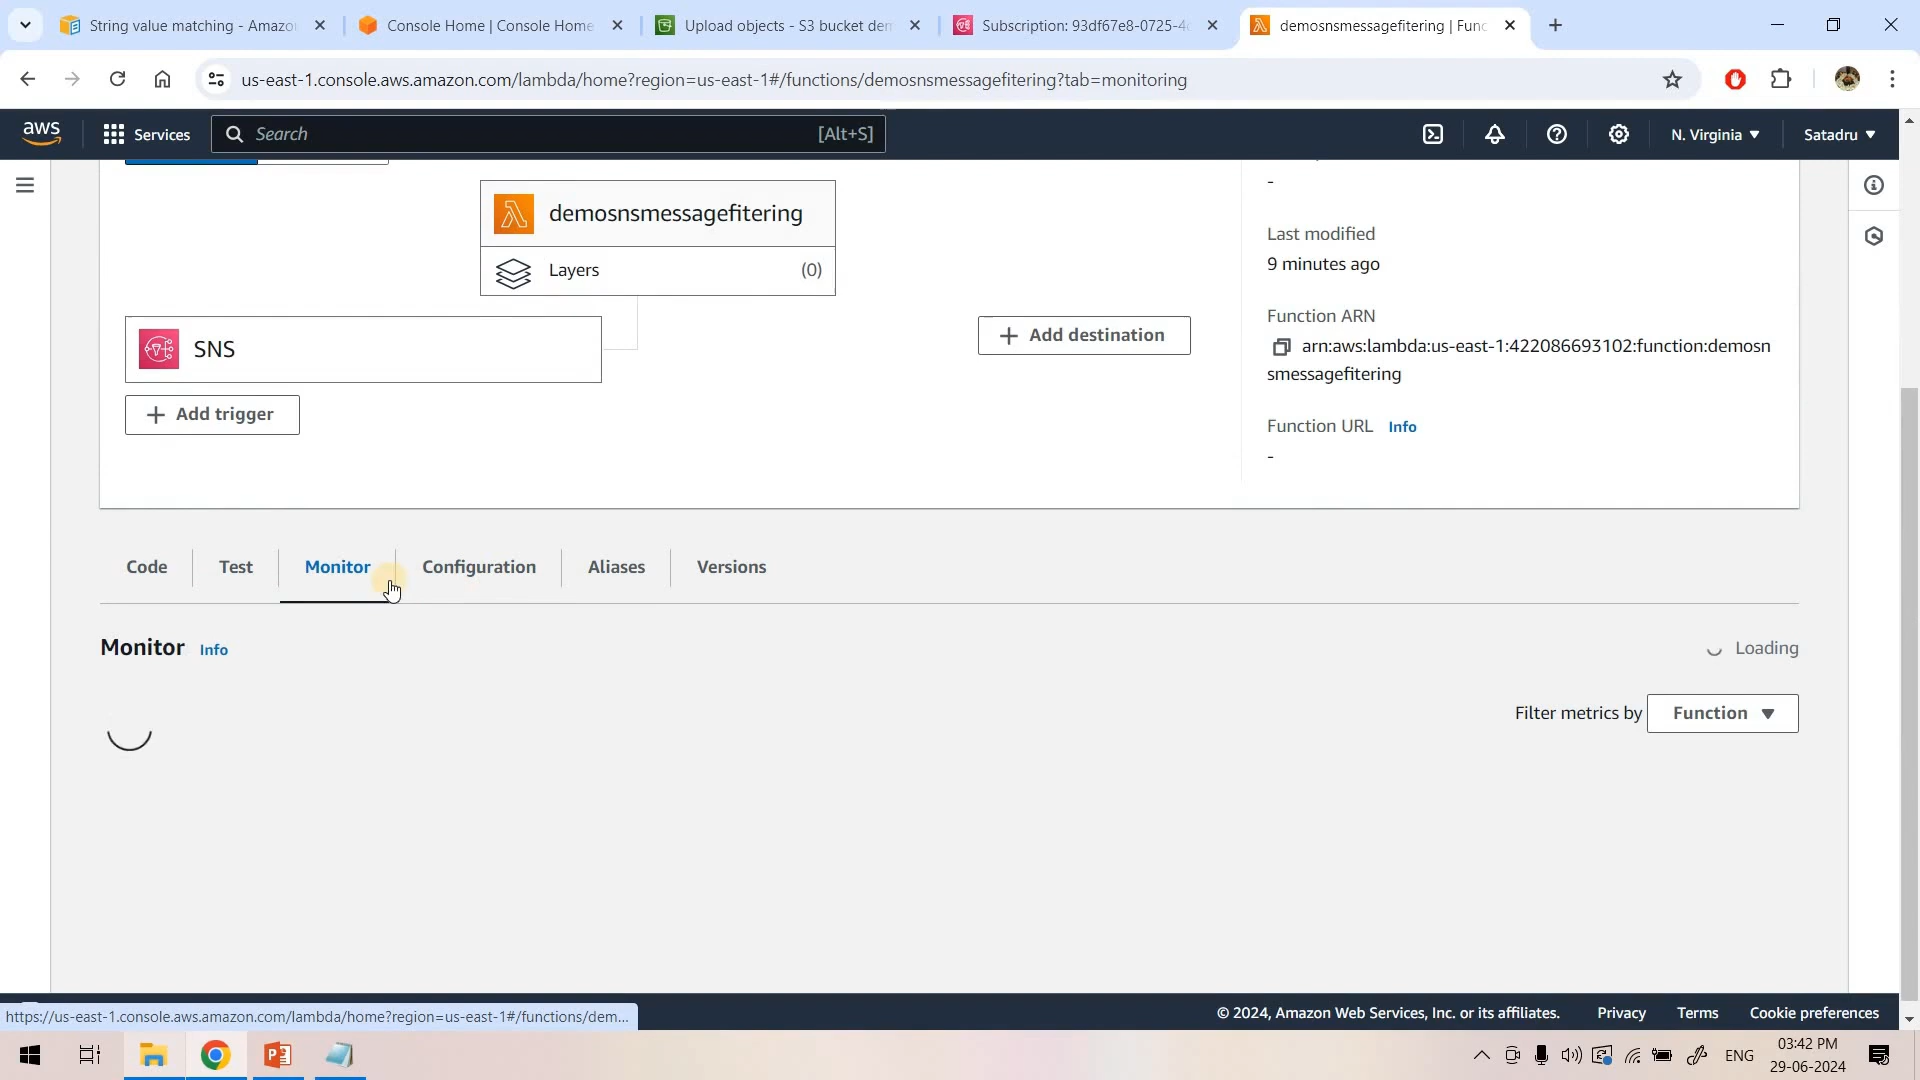 String value matching - Amazo
Console Home | Console Home
Upload objects - S3 bucket dem
Subscription: 93df67e8-0725-4c
demosnsmessagefitering | Func
us-east-1.console.aws.amazon.com/lambda/home?region=us-east-1#/functions/demosnsmessagefitering?tab=monitoring
aws
Services
Search
[Alt+S]
N. Virginia
Satadru
demosnsmessagefitering
Layers
(0)
SNS
+ Add destination
+ Add trigger
-
Last modified
9 minutes ago
Function ARN
arn:aws:lambda:us-east-1:422086693102:function:demosn
smessagefitering
Function URL Info
-
Code
Test
Monitor
Configuration
Aliases
Versions
Monitor Info
Loading
Filter metrics by
Function
© 2024, Amazon Web Services, Inc. or its affiliates.
Privacy
Terms
Cookie preferences
https://us-east-1.console.aws.amazon.com/lambda/home?region=us-east-1#/functions/dem...
ENG
03:42 PM
29-06-2024